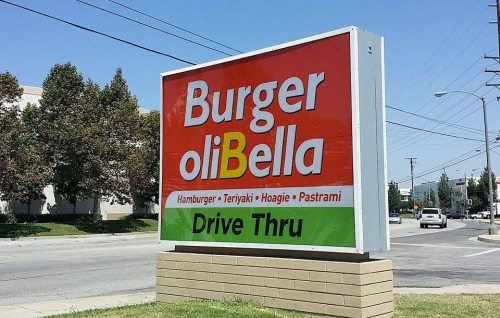 Burger
oliBella
Hamburger • Teriyaki • Hoagie • Pastrami
Drive Thru